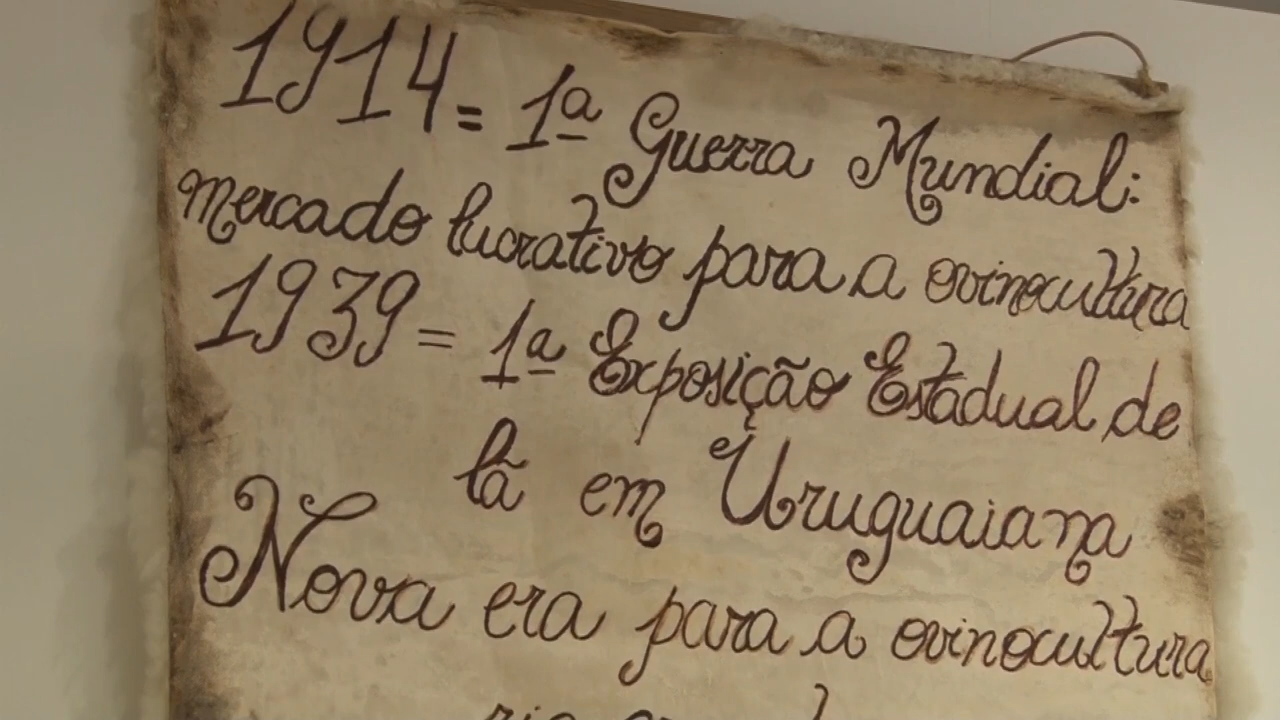 1914 = 1ª Guerra Mundial:
mercado lucrativo para a ovinocultura
1939 = 1ª Exposição Estadual de
lã em Uruguaiana
Nova era para a ovinocultura